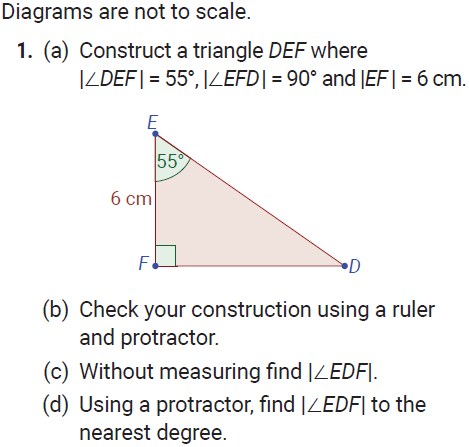 Diagrams are not to scale.
1. (a) Construct a triangle DEF where
|∠DEF| = 55°, |∠EFD| = 90° and |EF| = 6 cm.
E
55°
6 cm
F
D
(b) Check your construction using a ruler
and protractor.
(c) Without measuring find |∠EDF|.
(d) Using a protractor, find |∠EDF| to the
nearest degree.